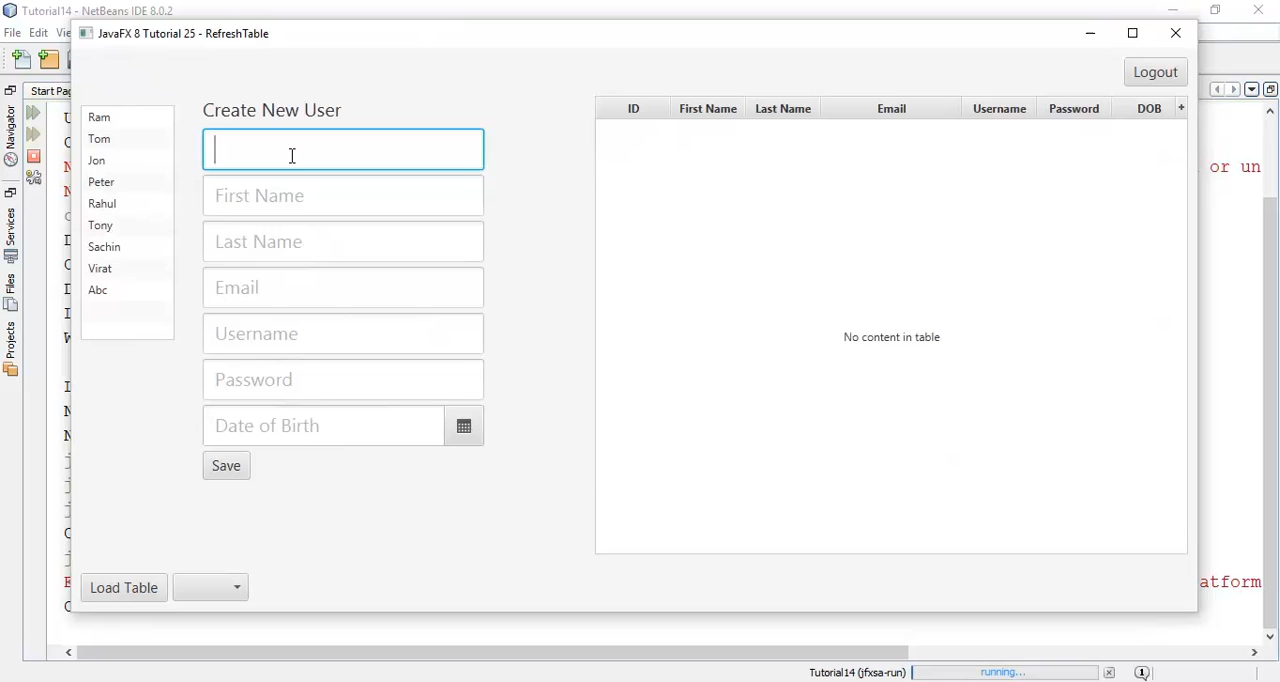 Tutorial14 - NetBeans IDE 8.0.2
File Edit
JavaFX 8 Tutorial 25 - RefreshTable
Logout
Navigator
Services
Files
Projects
Ram
Tom
Jon
Peter
Rahul
Tony
Sachin
Virat
Abc
Create New User
First Name
Last Name
Email
Username
Password
Date of Birth
Save
Load Table
ID First Name Last Name Email Username Password DOB +
No content in table
or un
atform
Tutorial14 (jfxsa-run) running...
1